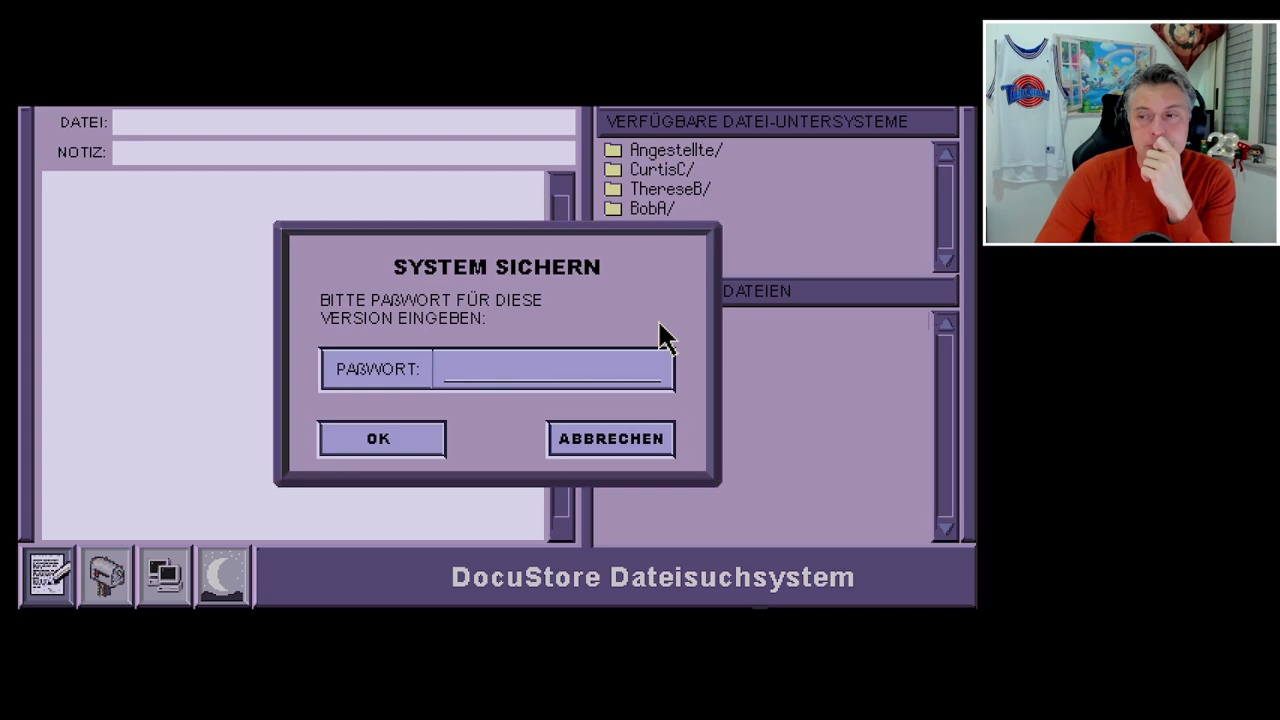 DATEI:
NOTIZ:
VERFÜGBARE DATEI-UNTERSYSTEME
Angestellte/
CurtisC/
ThereseB/
BobA/
SYSTEM SICHERN
BITTE PAßWORT FÜR DIESE
VERSION EINGEBEN:
PAßWORT:
OK
ABBRECHEN
DATEIEN
DocuStore Dateisuchsystem